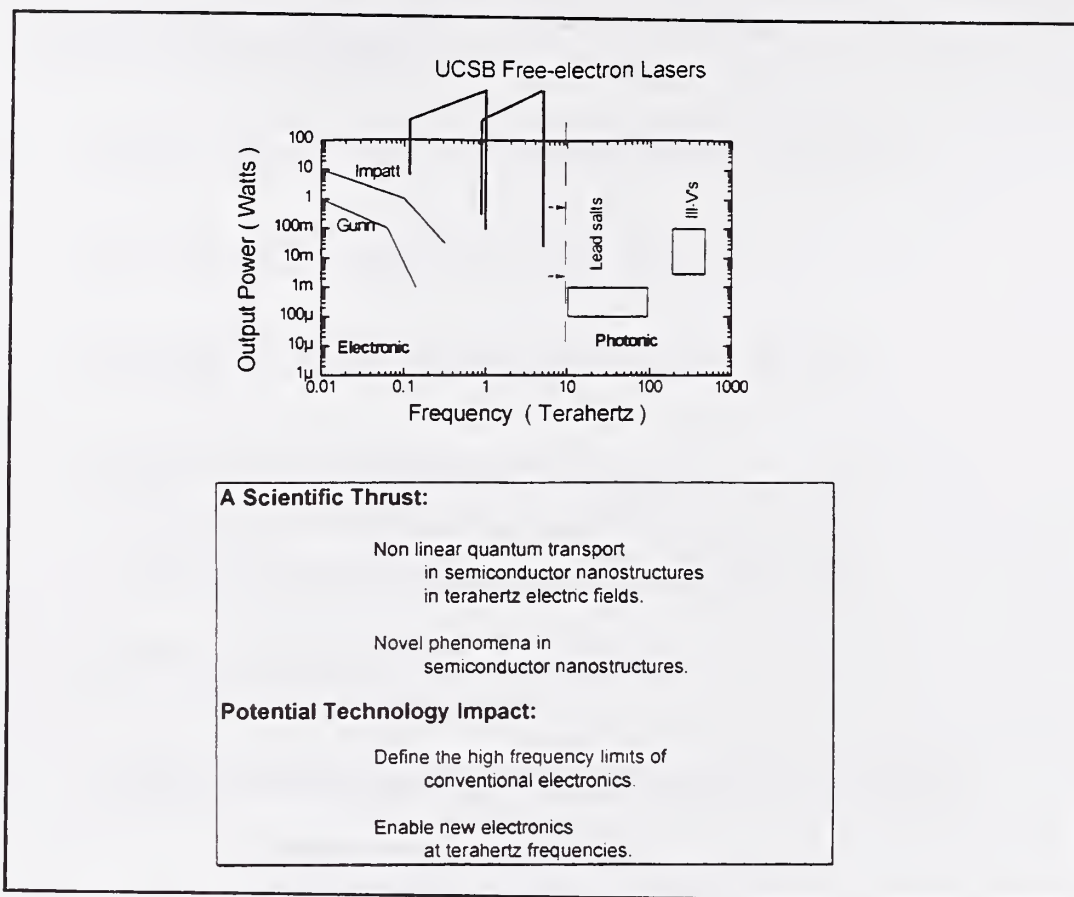 UCSB Free-electron Lasers
Output Power ( Watts )
100
10
1
100m
10m
1m
100µ
10µ
1µ
Impatt
Gunn
Electronic
Lead salts
III-V's
Photonic
0.01
0.1
1
10
100
1000
Frequency ( Terahertz )
A Scientific Thrust:
Non linear quantum transport
in semiconductor nanostructures
in terahertz electric fields.
Novel phenomena in
semiconductor nanostructures.
Potential Technology Impact:
Define the high frequency limits of
conventional electronics.
Enable new electronics
at terahertz frequencies.